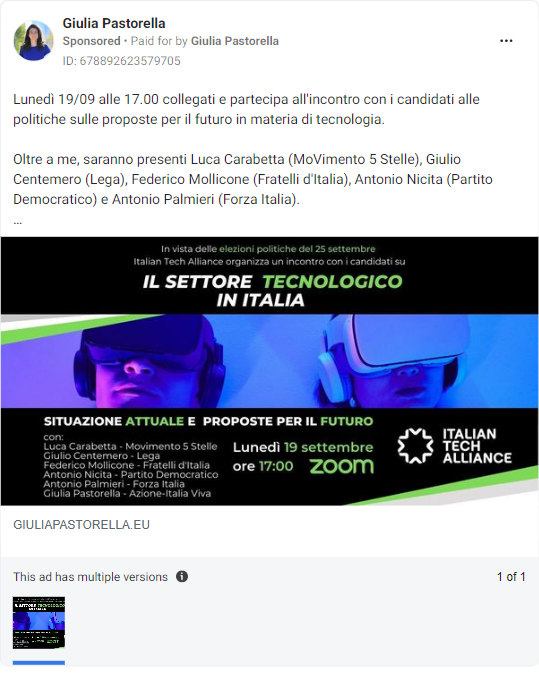 Giulia Pastorella
Sponsored • Paid for by Giulia Pastorella
ID: 678892623579705
Lunedì 19/09 alle 17.00 collegati e partecipa all'incontro con i candidati alle
politiche sulle proposte per il futuro in materia di tecnologia.
Oltre a me, saranno presenti Luca Carabetta (MoVimento 5 Stelle), Giulio
Centemero (Lega), Federico Mollicone (Fratelli d'Italia), Antonio Nicita (Partito
Democratico) e Antonio Palmieri (Forza Italia).
...
In vista delle elezioni politiche del 25 settembre
Italian Tech Alliance organizza un incontro con i candidati su
IL SETTORE TECNOLOGICO
IN ITALIA
SITUAZIONE ATTUALE E PROPOSTE PER IL FUTURO
con:
Luca Carabetta - Movimento 5 Stelle
Giulio Centemero - Lega
Federico Mollicone - Fratelli d'Italia
Antonio Nicita - Partito Democratico
Antonio Palmieri - Forza Italia
Giulia Pastorella - Azione-Italia Viva
Lunedì 19 settembre
ore 17:00 zoom
ITALIAN
TECH
ALLIANCE
GIULIAPASTORELLA.EU
This ad has multiple versions
1 of 1
IL SETTORE TECNOLOGICO
IN ITALIA